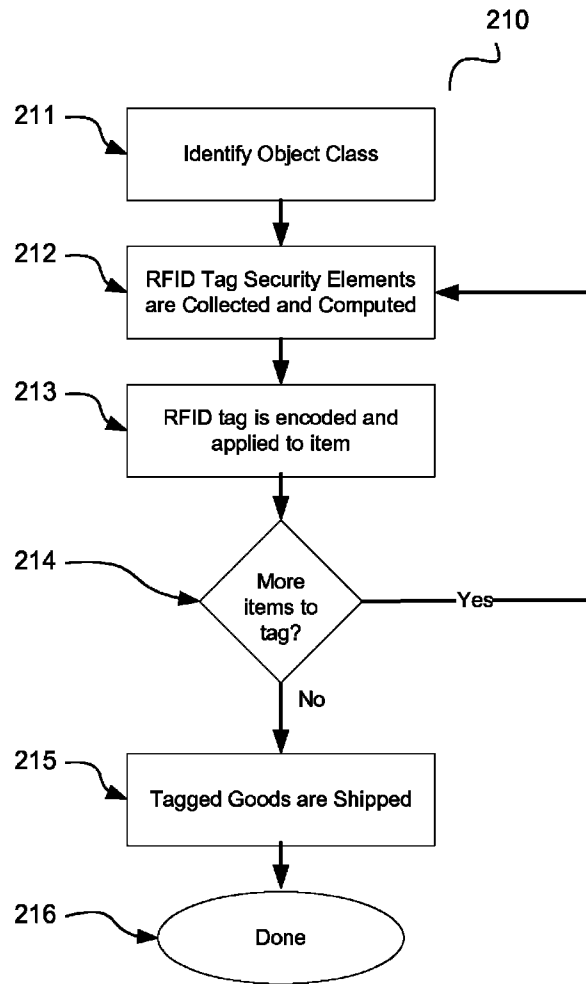 210
211
Identify Object Class
212
RFID Tag Security Elements
are Collected and Computed
213
RFID tag is encoded and
applied to item
214
More
items to
tag?
Yes
No
215
Tagged Goods are Shipped
216
Done